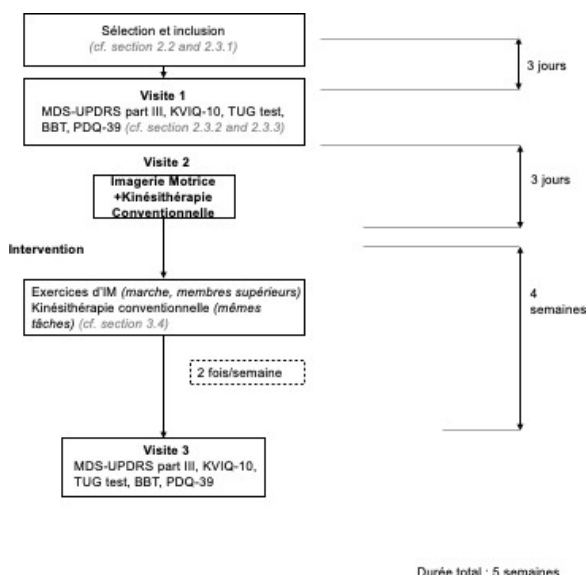 Sélection et inclusion
(cf. section 2.2 and 2.3.1)
3 jours
Visite 1
MDS-UPDRS part III, KVIQ-10, TUG test,
BBT, PDQ-39 (cf. section 2.3.2 and 2.3.3)
Visite 2
3 jours
Imagerie Motrice
+Kinésithérapie
Conventionnelle
Intervention
Exercices d'IM (marche, membres supérieurs)
Kinésithérapie conventionnelle (mêmes
tâches) (cf. section 3.4)
4
semaines
2 fois/semaine
Visite 3
MDS-UPDRS part III, KVIQ-10,
TUG test, BBT, PDQ-39
Durée total : 5 semaines